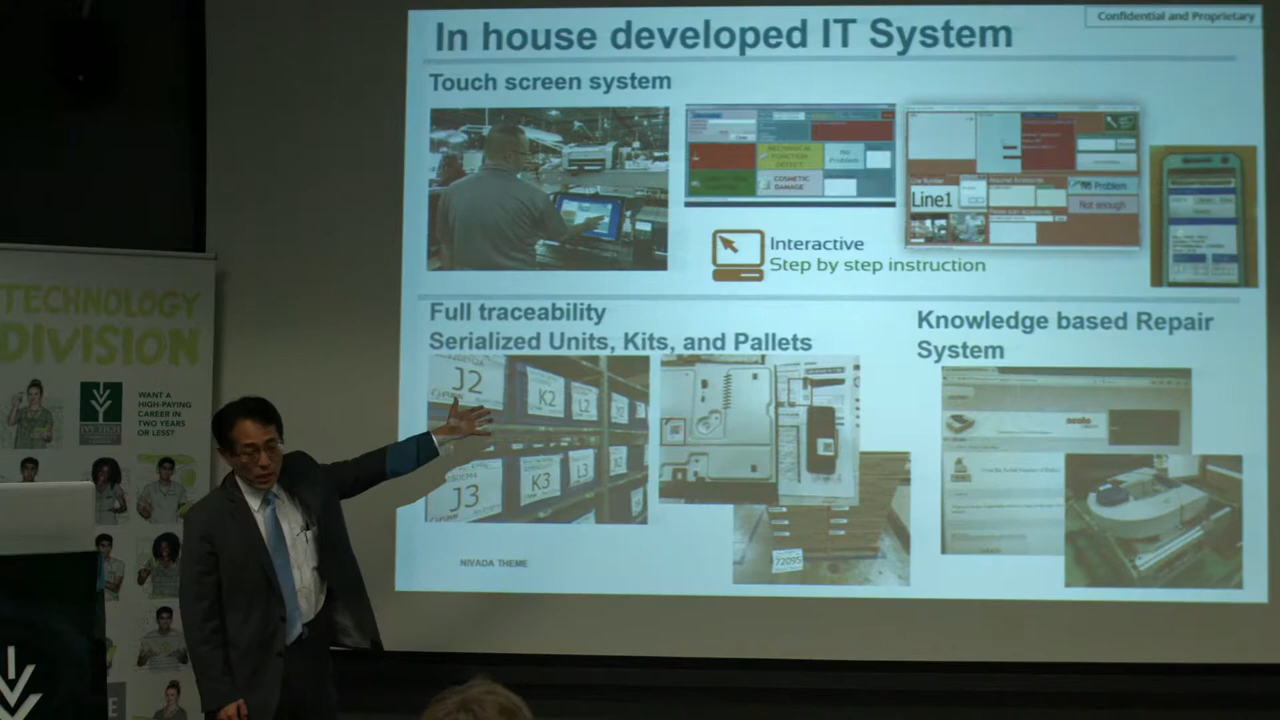 Confidential and Proprietary
In house developed IT System
Touch screen system
MECHANICAL
FUNCTION
DEFECT
No
Problem
COSMETIC
DAMAGE
Line1
No Problem
Not enough
Interactive
Step by step instruction
Full traceability
Serialized Units, Kits, and Pallets
Knowledge based Repair
System
J2
K2
L2
J3
K3
L3
72095
NIVADA THEME
TECHNOLOGY
DIVISION
IVY TECH
WANT A
HIGH-PAYING
CAREER IN
TWO YEARS
OR LESS?